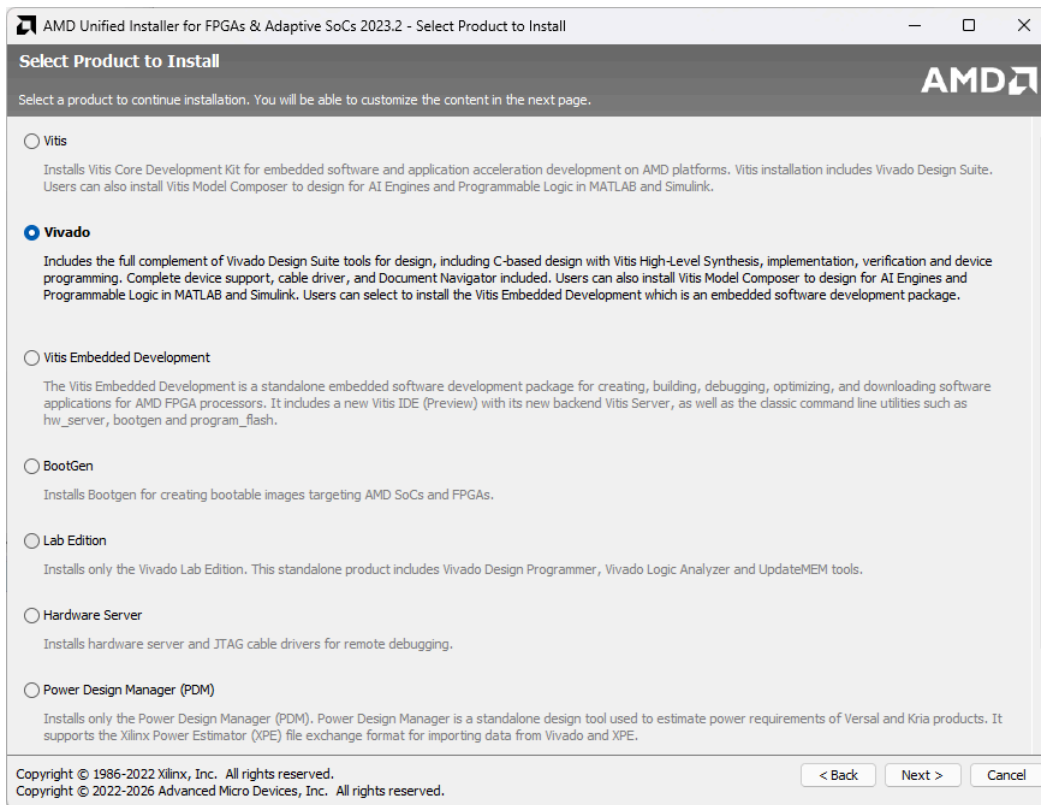 AMD Unified Installer for FPGAs & Adaptive SoCs 2023.2 - Select Product to Install
Select Product to Install
AMD
Select a product to continue installation. You will be able to customize the content in the next page.
Vitis
Installs Vitis Core Development Kit for embedded software and application acceleration development on AMD platforms. Vitis installation includes Vivado Design Suite.
Users can also install Vitis Model Composer to design for AI Engines and Programmable Logic in MATLAB and Simulink.
Vivado
Includes the full complement of Vivado Design Suite tools for design, including C-based design with Vitis High-Level Synthesis, implementation, verification and device
programming. Complete device support, cable driver, and Document Navigator included. Users can also install Vitis Model Composer to design for AI Engines and
Programmable Logic in MATLAB and Simulink. Users can select to install the Vitis Embedded Development which is an embedded software development package.
Vitis Embedded Development
The Vitis Embedded Development is a standalone embedded software development package for creating, building, debugging, optimizing, and downloading software
applications for AMD FPGA processors. It includes a new Vitis IDE (Preview) with its new backend Vitis Server, as well as the classic command line utilities such as
hw_server, bootgen and program_flash.
BootGen
Installs Bootgen for creating bootable images targeting AMD SoCs and FPGAs.
Lab Edition
Installs only the Vivado Lab Edition. This standalone product includes Vivado Design Programmer, Vivado Logic Analyzer and UpdateMEM tools.
Hardware Server
Installs hardware server and JTAG cable drivers for remote debugging.
Power Design Manager (PDM)
Installs only the Power Design Manager (PDM). Power Design Manager is a standalone design tool used to estimate power requirements of Versal and Kria products. It
supports the Xilinx Power Estimator (XPE) file exchange format for importing data from Vivado and XPE.
Copyright © 1986-2022 Xilinx, Inc. All rights reserved.
Copyright © 2022-2026 Advanced Micro Devices, Inc. All rights reserved.
< Back Next > Cancel